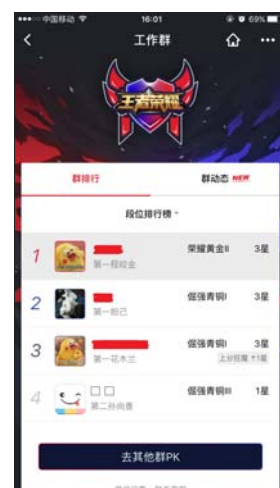 中国移动 16:01 69%
工作群
王者荣耀
群排行 群动态 NEW
段位排行榜
1 荣耀黄金II 3星
第一程咬金
2 倔强青铜I 3星
第一妲己
3 倔强青铜I 3星
第一花木兰 上分狂魔 ↑1星
4 口 口 倔强青铜III 1星
第二孙尚香
去其他群PK